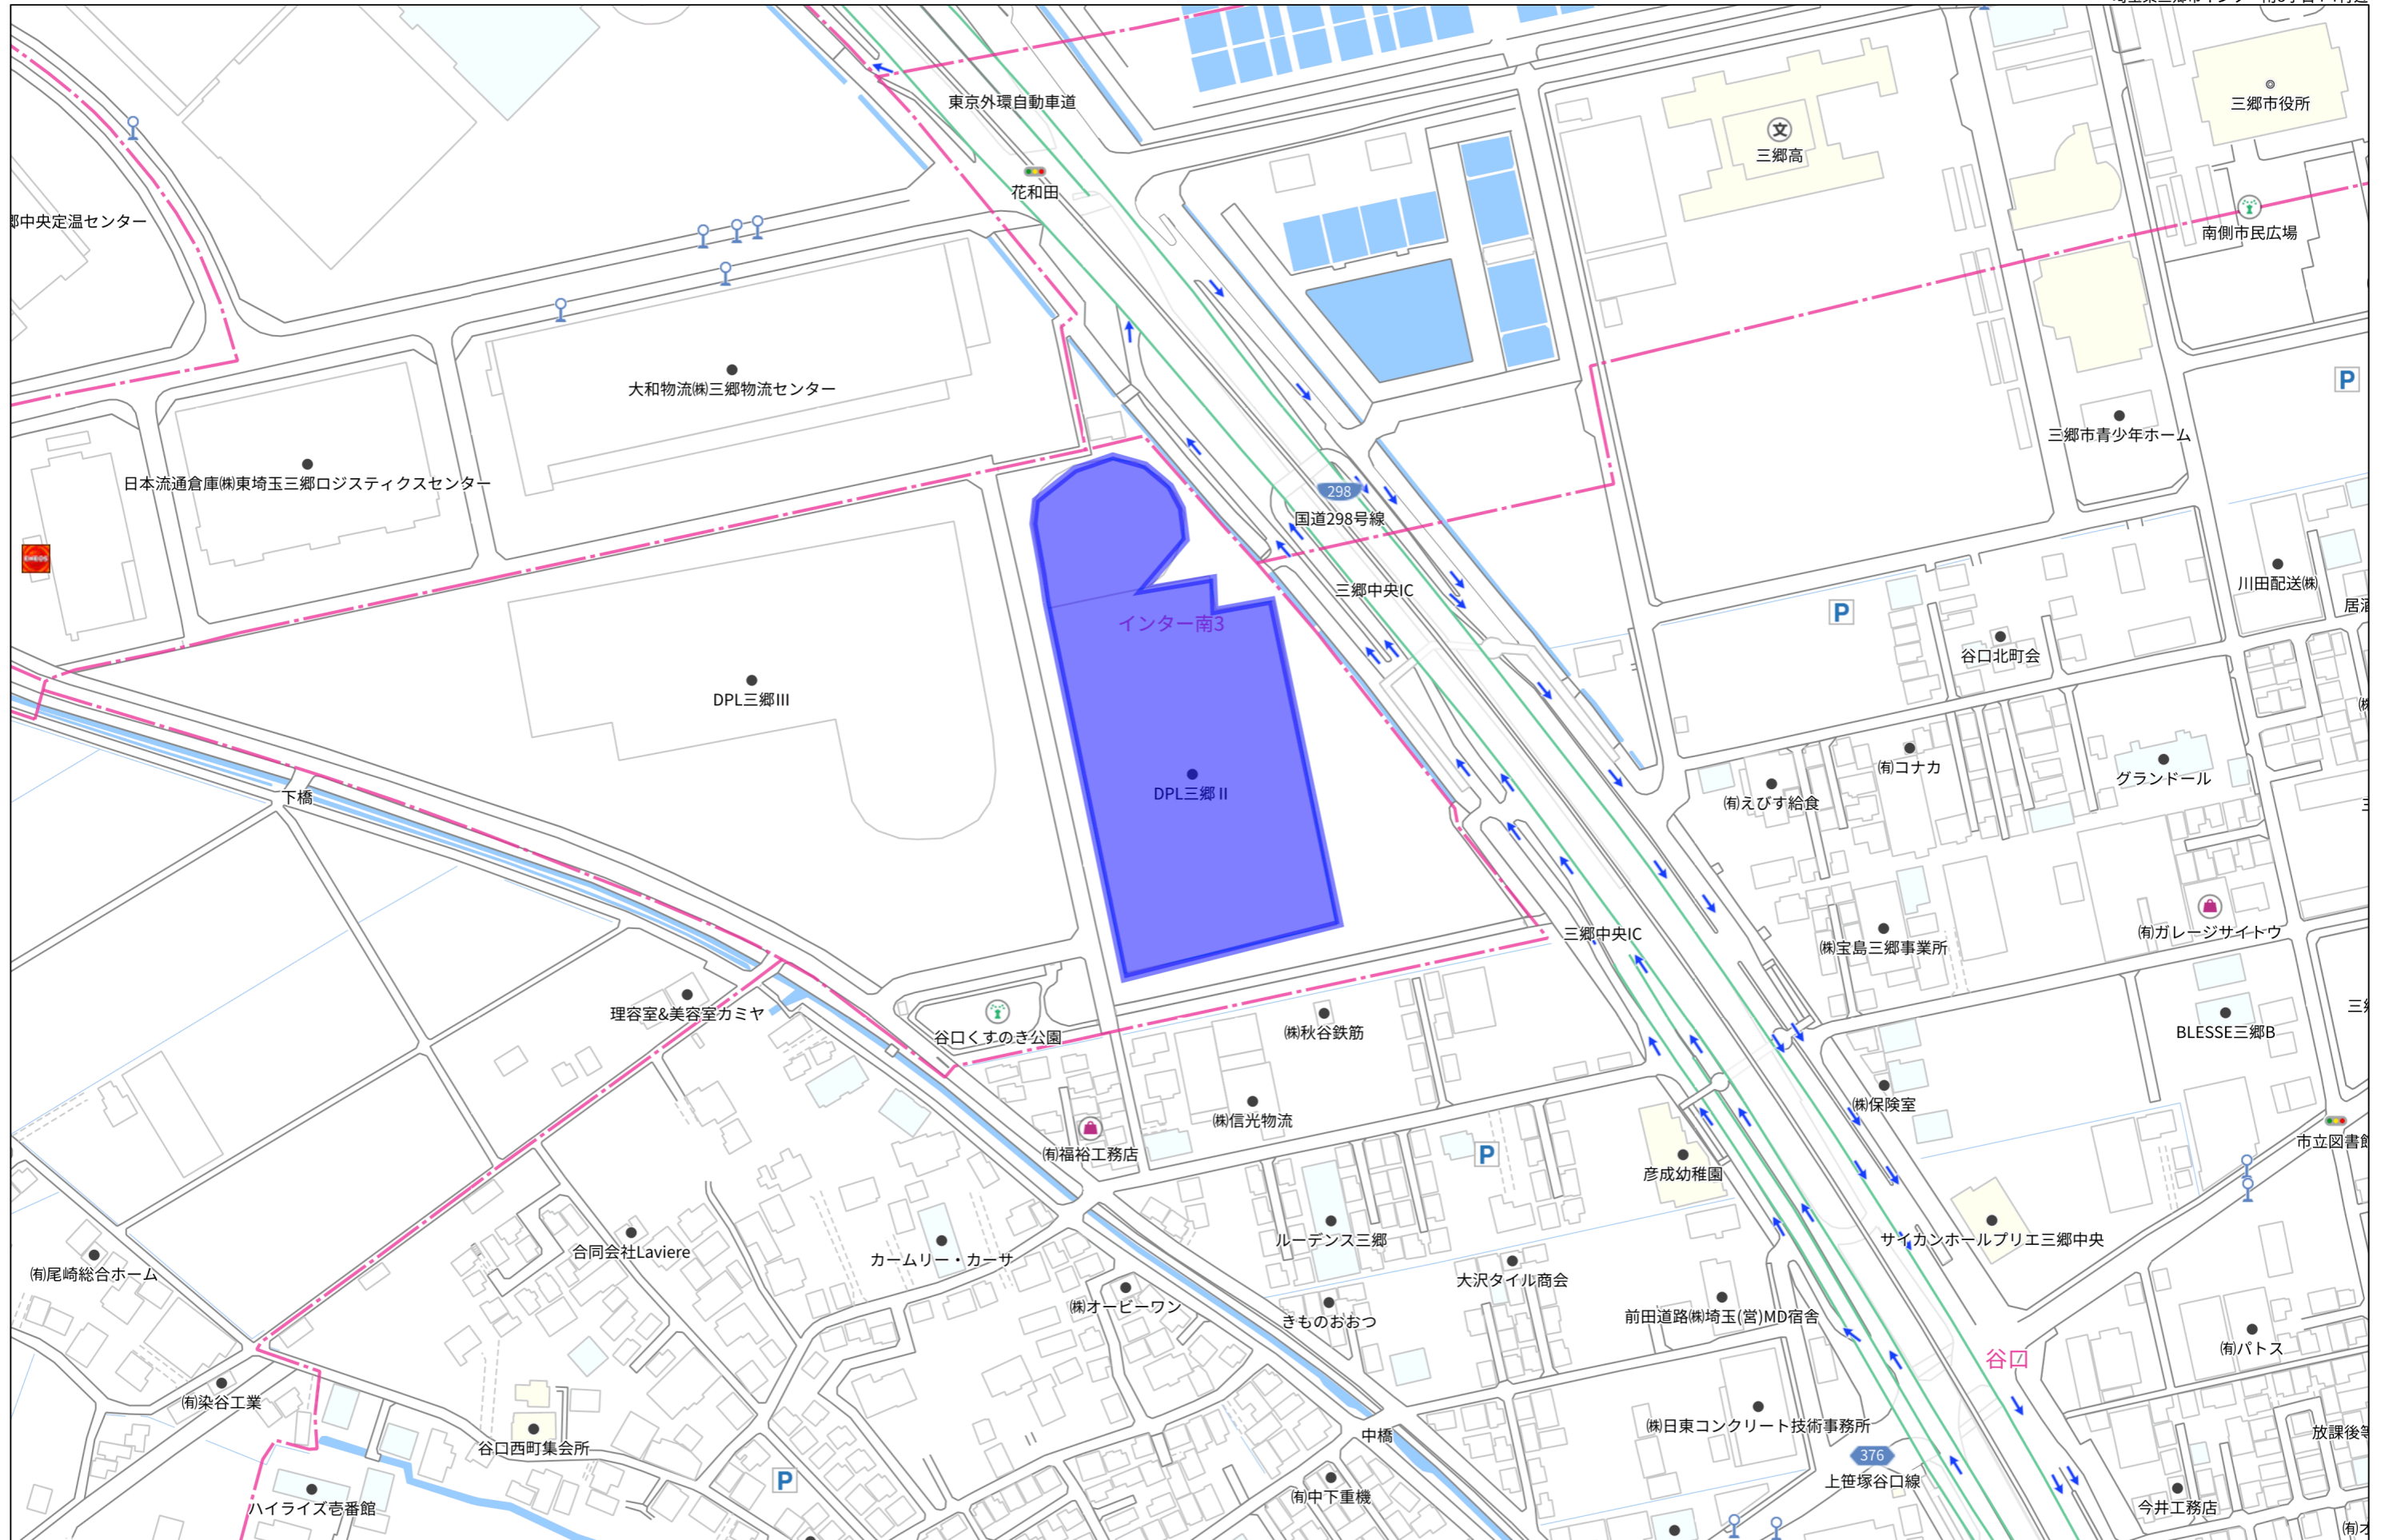 東京外環自動車道
三郷市役所
三郷高
花和田
郷中央定温センター
南側市民広場
大和物流㈱三郷物流センター
P
三郷市青少年ホーム
日本流通倉庫㈱東埼玉三郷ロジスティクスセンター
298
国道298号線
ENEOS
川田配送㈱
三郷中央IC
P
インター南3
谷口北町会
DPL三郷Ⅲ
㈲コナカ
グランドール
DPL三郷Ⅱ
㈲えびす給食
下橋
三郷中央IC
㈲ガレージサイトウ
㈱宝島三郷事業所
理容室&美容室カミヤ
谷口くすのき公園
㈱秋谷鉄筋
BLESSE三郷B
㈱信光物流
㈱保険室
市立図書館
㈲福裕工務店
P
彦成幼稚園
合同会社Laviere
カームリー・カーサ
ルーデンス三郷
サイカンホールプリエ三郷中央
㈲尾崎総合ホーム
大沢タイル商会
㈱オービーワン
きものおおつ
前田道路㈱埼玉(営)MD宿舎
谷口
㈲パトス
㈲染谷工業
㈱日東コンクリート技術事務所
中橋
放課後等
谷口西町集会所
376
P
上笹塚谷口線
㈲中下重機
ハイライズ壱番館
今井工務店